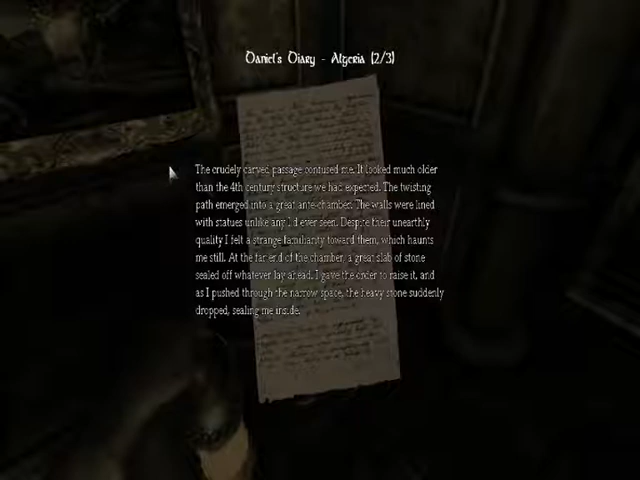 Daniel's Diary - Algeria (2/3)
The crudely carved passage confused me. It looked much older
than the 4th century structure we had expected. The twisting
path emerged into a great ante-chamber. The walls were lined
with statues unlike any I'd ever seen. Despite their unearthly
quality I felt a strange familiarity toward them, which haunts
me still. At the far end of the chamber, a great slab of stone
sealed off whatever lay ahead. I gave the order to raise it, and
as I pushed through the narrow space, the heavy stone suddenly
dropped, sealing me inside.